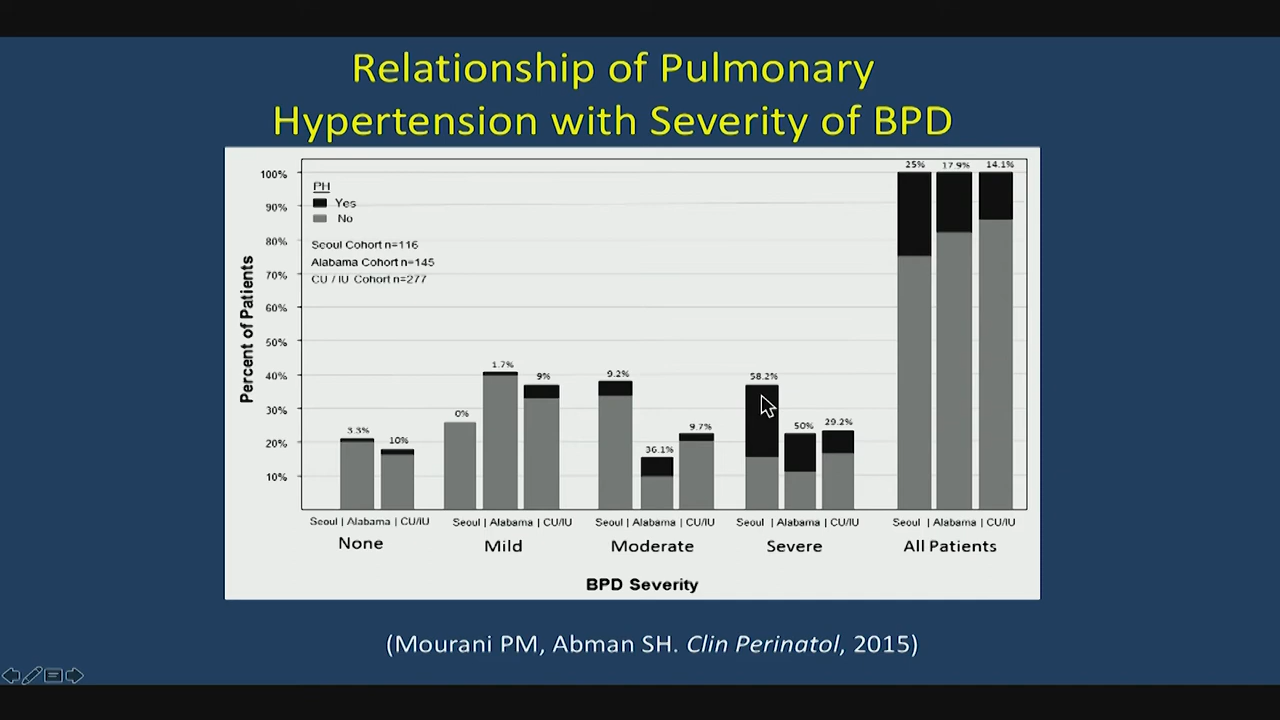 Relationship of Pulmonary
Hypertension with Severity of BPD
PH
Yes
No
Seoul Cohort n=116
Alabama Cohort n=145
CU / IU Cohort n=277
Percent of Patients
100%
90%
80%
70%
60%
50%
40%
30%
20%
10%
3.3%
10%
0%
1.7%
9%
9.2%
36.1%
9.7%
58.2%
50%
29.2%
25%
17.9%
14.1%
Seoul | Alabama | CU/IU
Seoul | Alabama | CU/IU
Seoul | Alabama | CU/IU
Seoul | Alabama | CU/IU
Seoul | Alabama | CU/IU
None
Mild
Moderate
Severe
All Patients
BPD Severity
(Mourani PM, Abman SH. Clin Perinatol, 2015)